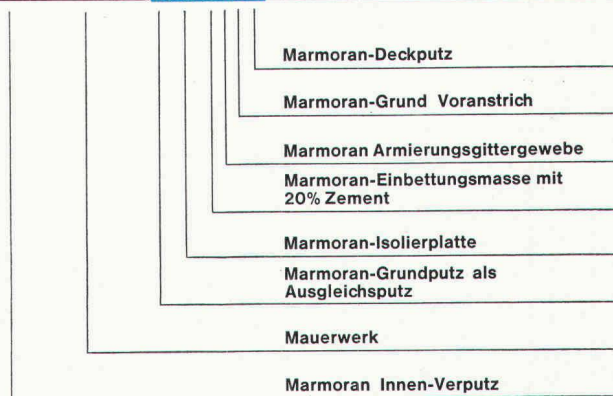 Marmoran-Deckputz
Marmoran-Grund Voranstrich
Marmoran Armierungsgittergewebe
Marmoran-Einbettungsmasse mit
20% Zement
Marmoran-Isolierplatte
Marmoran-Grundputz als
Ausgleichsputz
Mauerwerk
Marmoran Innen-Verputz